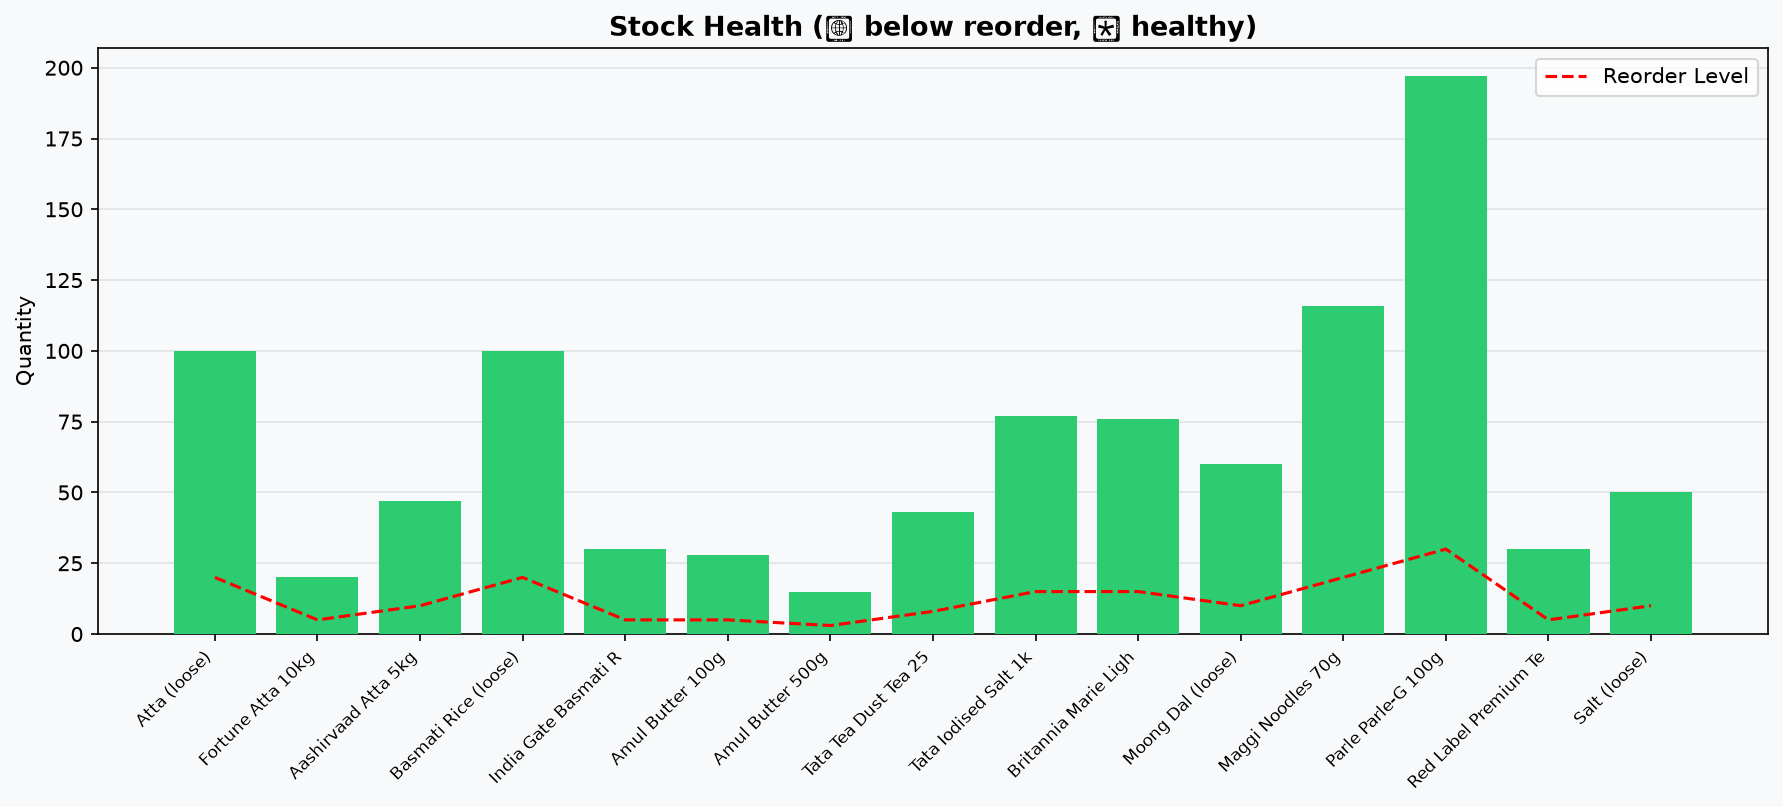 Stock Health ( below reorder, healthy)
Reorder Level
Quantity
200
175
150
125
100
75
50
25
0
Atta (loose)
Fortune Atta 10kg
Aashirvaad Atta 5kg
Basmati Rice (loose)
India Gate Basmati R
Amul Butter 100g
Amul Butter 500g
Tata Tea Dust Tea 25
Tata Iodised Salt 1k
Britannia Marie Ligh
Moong Dal (loose)
Maggi Noodles 70g
Parle Parle-G 100g
Red Label Premium Te
Salt (loose)